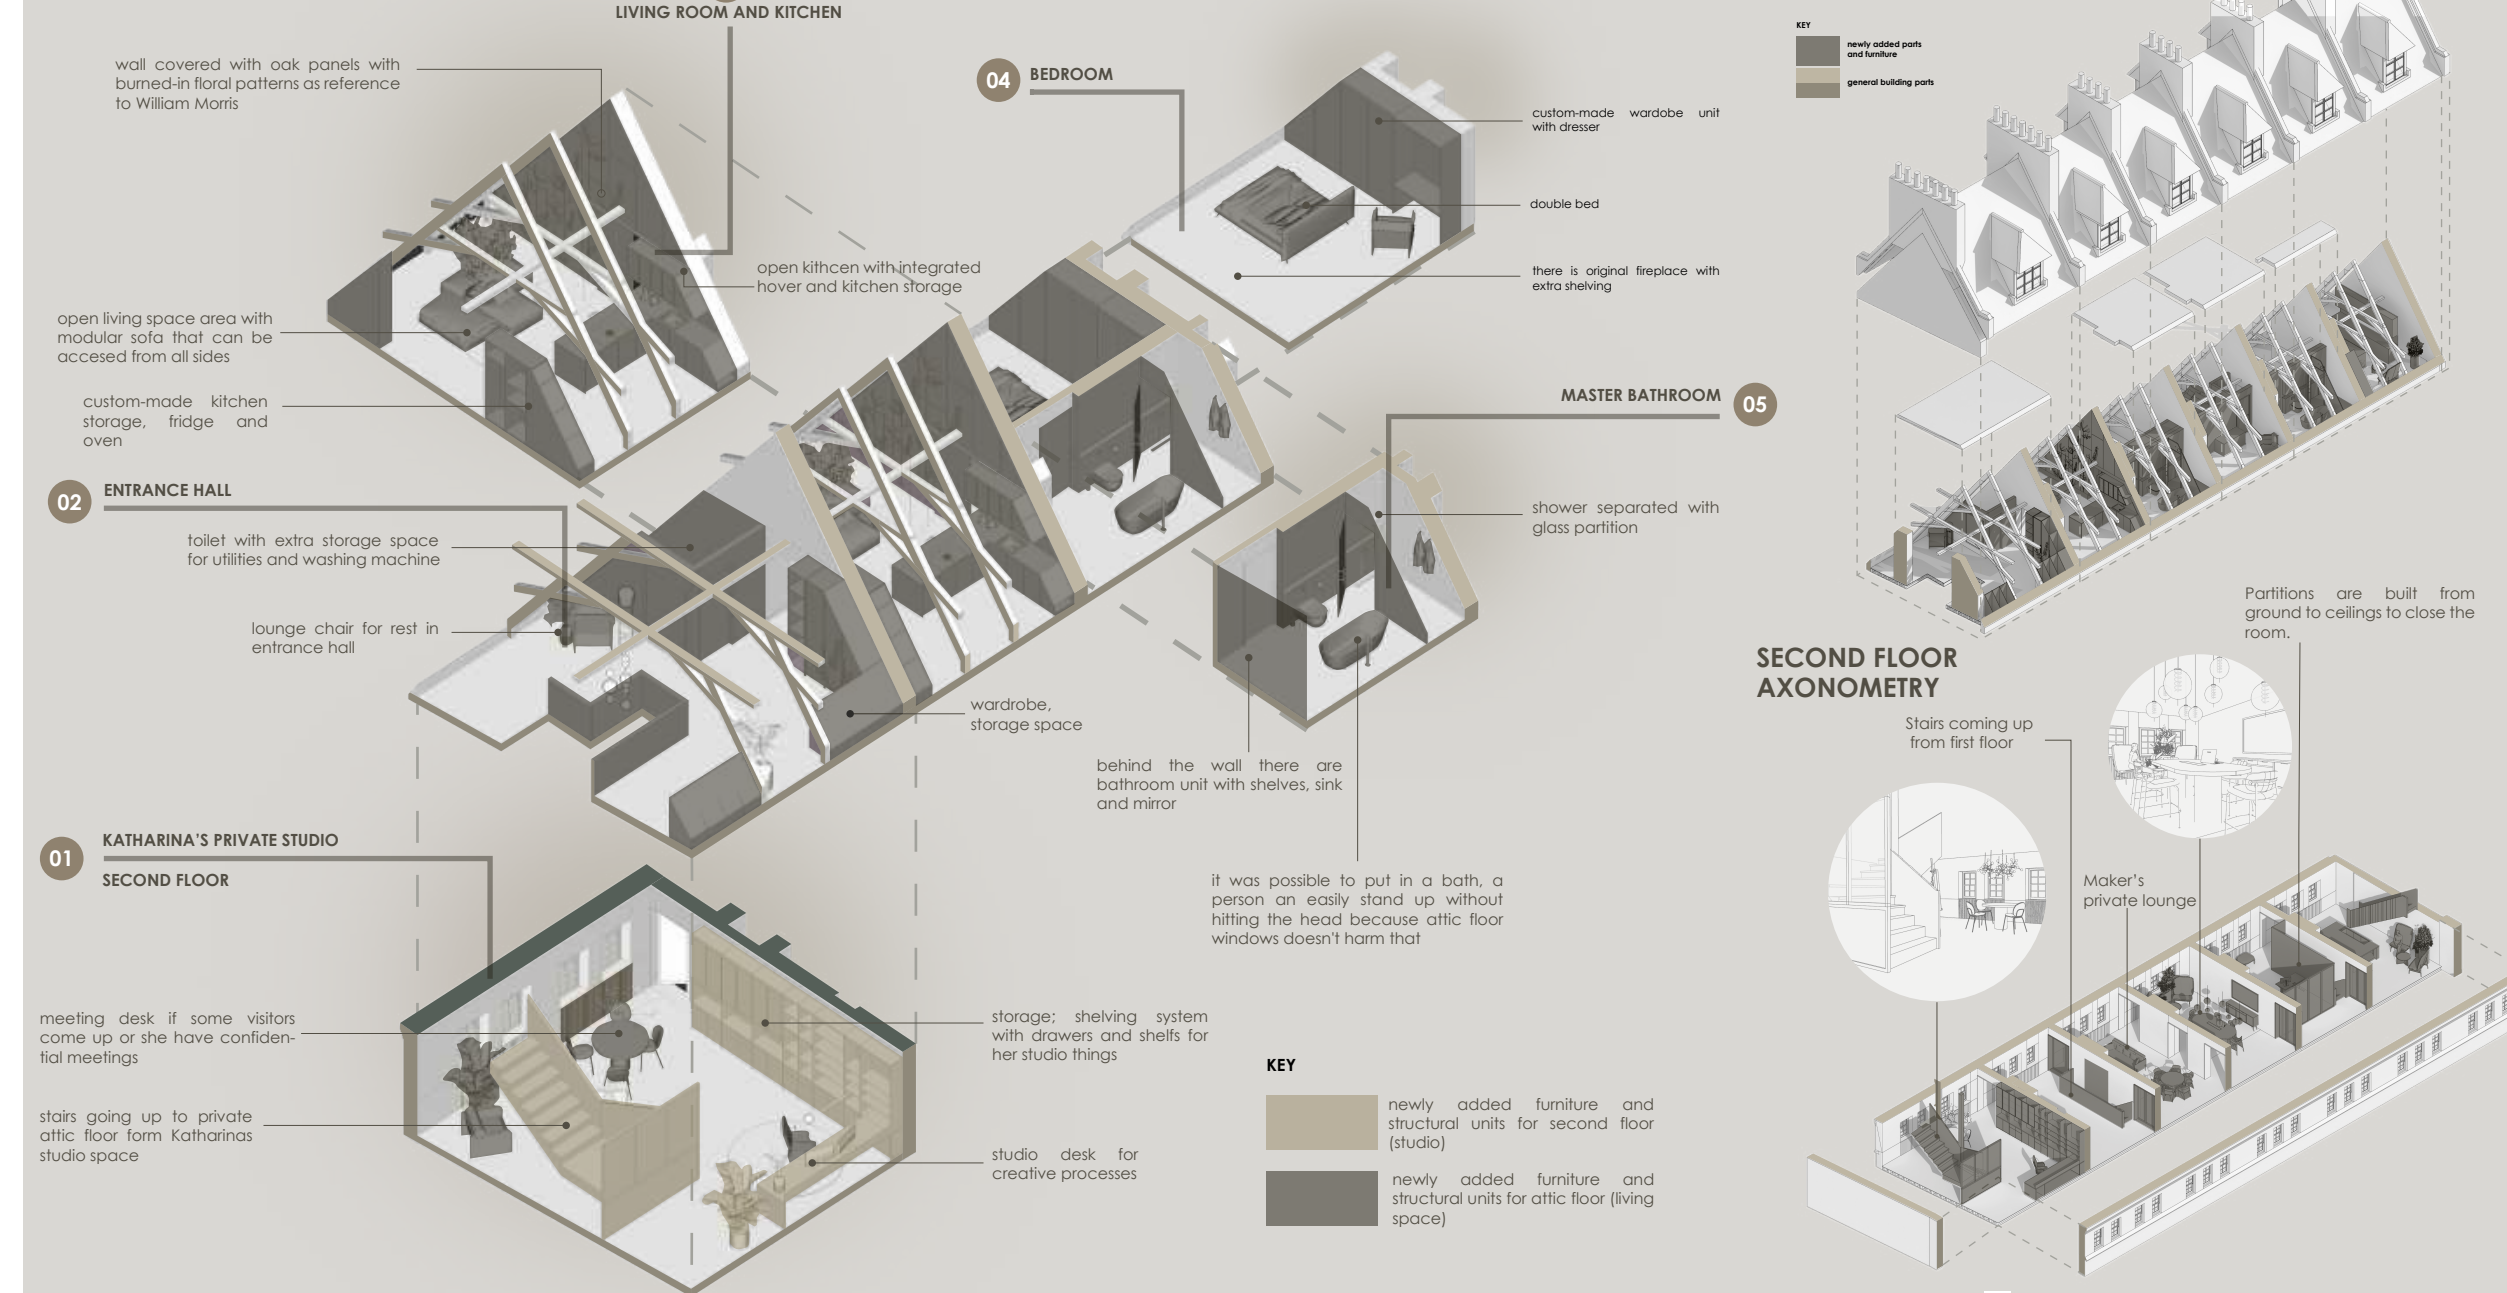 LIVING ROOM AND KITCHEN
wall covered with oak panels with
burned-in floral patterns as reference
to William Morris
open kithcen with integrated
hover and kitchen storage
open living space area with
modular sofa that can be
accesed from all sides
custom-made kitchen
storage, fridge and
oven
04
BEDROOM
custom-made wardobe unit
with dresser
double bed
there is original fireplace with
extra shelving
KEY
newly added parts
and furniture
general building parts
02
ENTRANCE HALL
toilet with extra storage space
for utilities and washing machine
lounge chair for rest in
entrance hall
wardrobe,
storage space
MASTER BATHROOM
05
shower separated with
glass partition
behind the wall there are
bathroom unit with shelves, sink
and mirror
it was possible to put in a bath, a
person an easily stand up without
hitting the head because attic floor
windows doesn't harm that
01
KATHARINA'S PRIVATE STUDIO
SECOND FLOOR
meeting desk if some visitors
come up or she have confiden-
tial meetings
stairs going up to private
attic floor form Katharinas
studio space
storage; shelving system
with drawers and shelfs for
her studio things
studio desk for
creative processes
KEY
newly added furniture and
structural units for second floor
(studio)
newly added furniture and
structural units for attic floor (living
space)
SECOND FLOOR
AXONOMETRY
Partitions are built from
ground to ceilings to close the
room.
Stairs coming up
from first floor
Maker's
private lounge